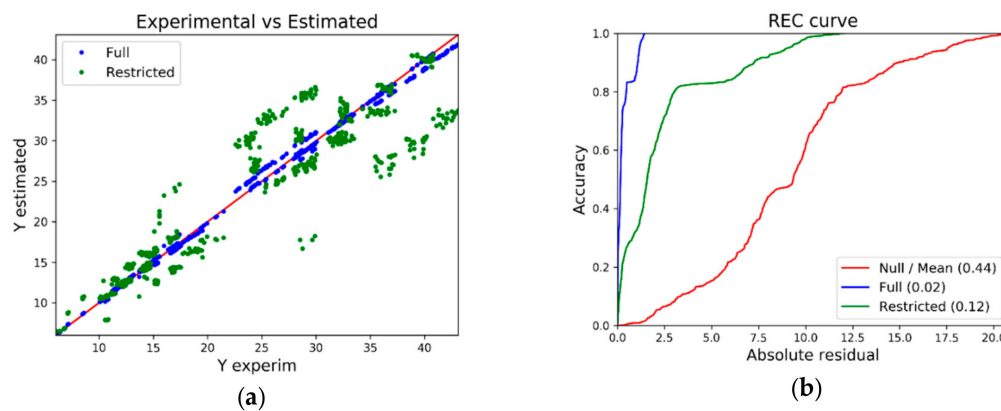 Experimental vs Estimated
Full
Restricted
40
35
30
25
20
15
10
10 15 20 25 30 35 40
Y estimated
Y experim
(a)
REC curve
1.0
0.8
0.6
0.4
0.2
0.0
0.0 2.5 5.0 7.5 10.0 12.5 15.0 17.5 20.0
Accuracy
Absolute residual
Null / Mean (0.44)
Full (0.02)
Restricted (0.12)
(b)